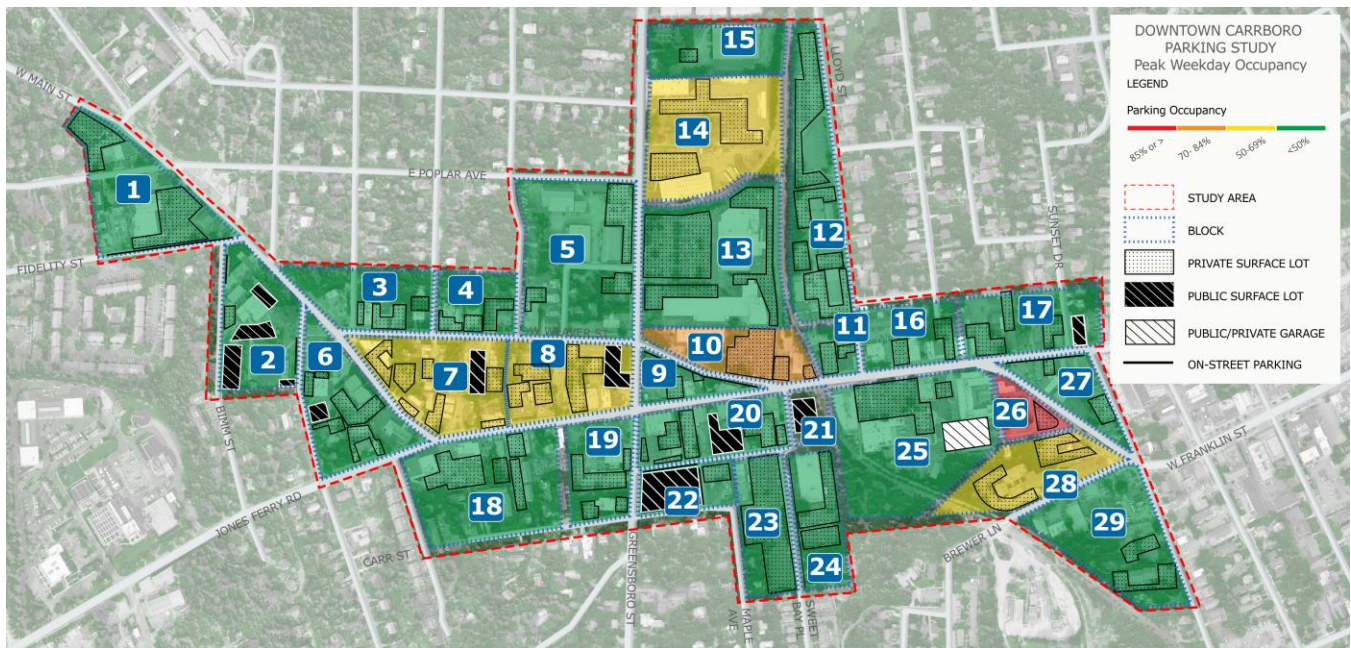 DOWNTOWN CARRBORO
PARKING STUDY
Peak Weekday Occupancy
LEGEND
Parking Occupancy
85% or >
70- 84%
50-69%
<50%
STUDY AREA
BLOCK
PRIVATE SURFACE LOT
PUBLIC SURFACE LOT
PUBLIC/PRIVATE GARAGE
ON-STREET PARKING
W MAIN ST
LLOYD ST
E POPLAR AVE
SUNSET DR
FIDELITY ST
W WEAVER ST
BIMM ST
W FRANKLIN ST
JONES FERRY RD
CARR ST
GREENSBORO ST
MAPLE AVE
SWEET BAY PL
BREWER LN
1
2
3
4
5
6
7
8
9
10
11
12
13
14
15
16
17
18
19
20
21
22
23
24
25
26
27
28
29